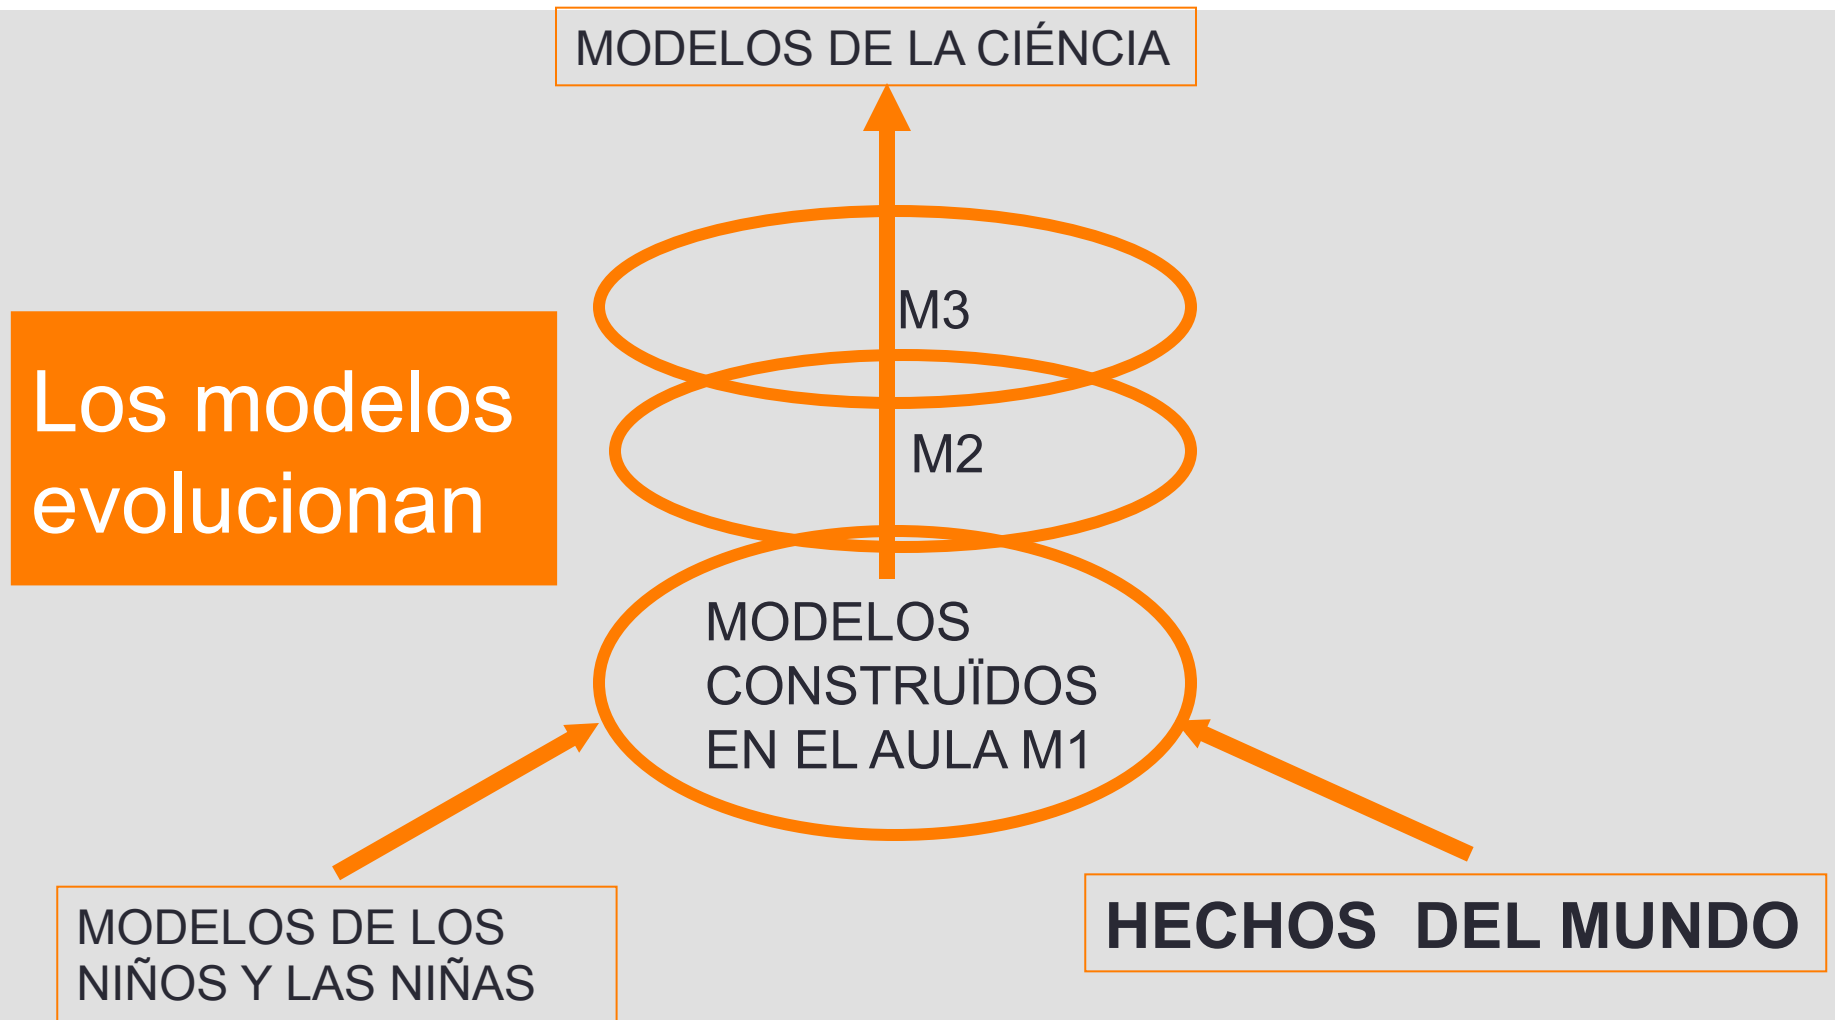 MODELOS DE LA CIÉNCIA
M3
Los modelos
evolucionan
M2
MODELOS
CONSTRUÏDOS
EN EL AULA M1
MODELOS DE LOS
NIÑOS Y LAS NIÑAS
HECHOS DEL MUNDO